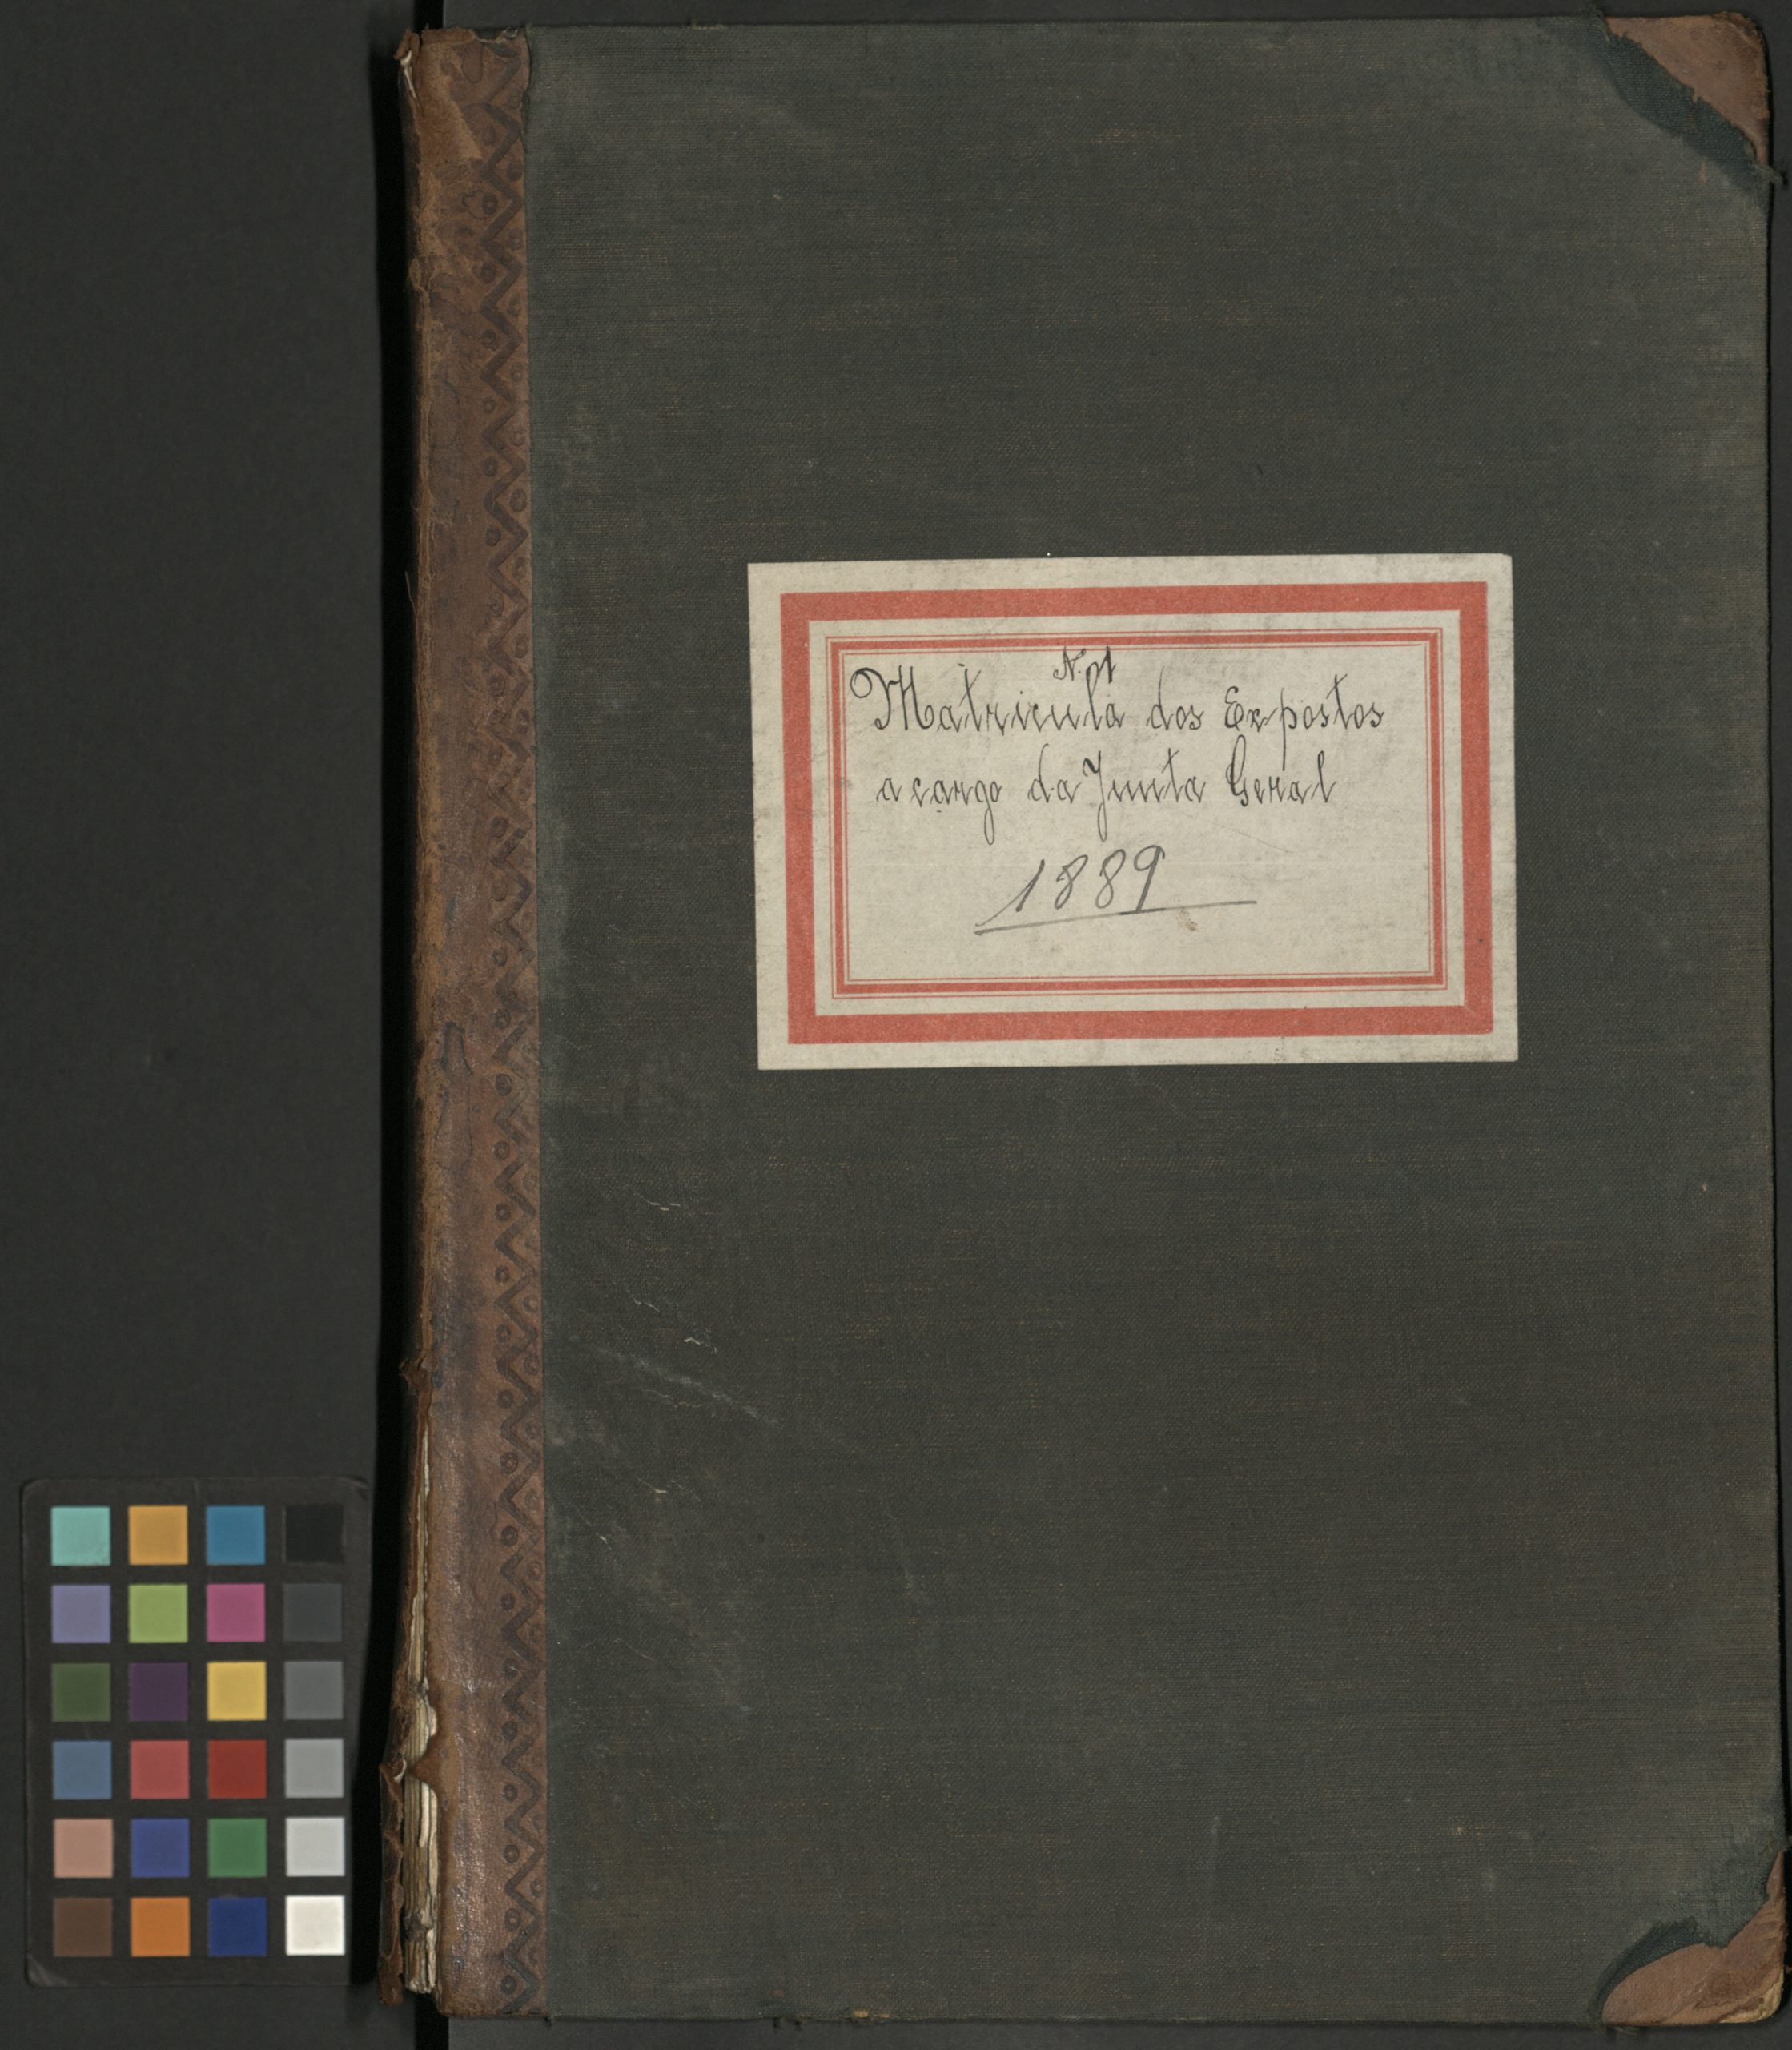 N. 1
Matricula dos Expostos
a cargo da Junta Geral
1889